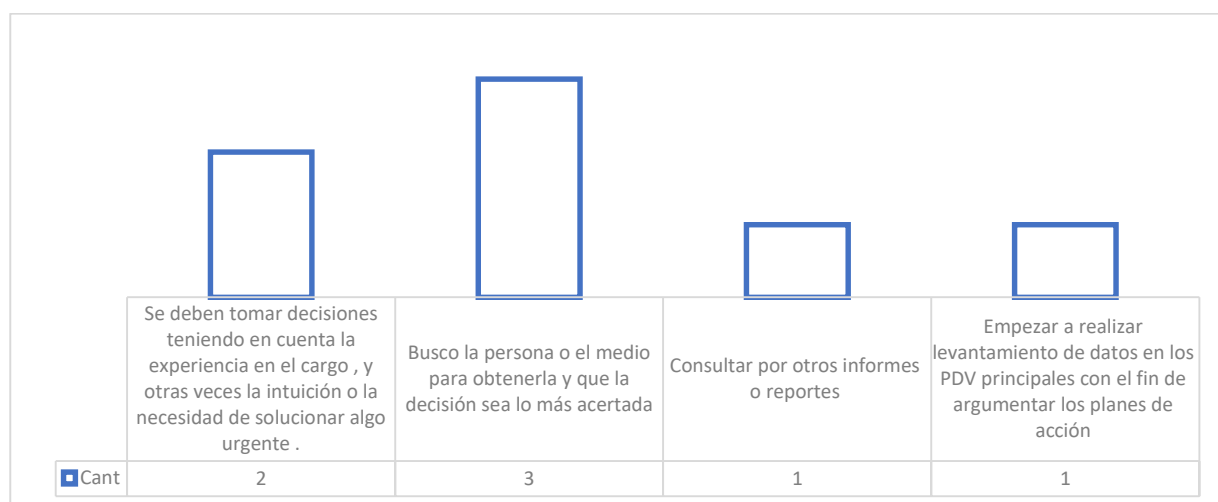 Se deben tomar decisiones
teniendo en cuenta la
experiencia en el cargo , y
otras veces la intuición o la
necesidad de solucionar algo
urgente .
Busco la persona o el medio
para obtenerla y que la
decisión sea lo más acertada
Consultar por otros informes
o reportes
Empezar a realizar
levantamiento de datos en los
PDV principales con el fin de
argumentar los planes de
acción
Cant
2
3
1
1